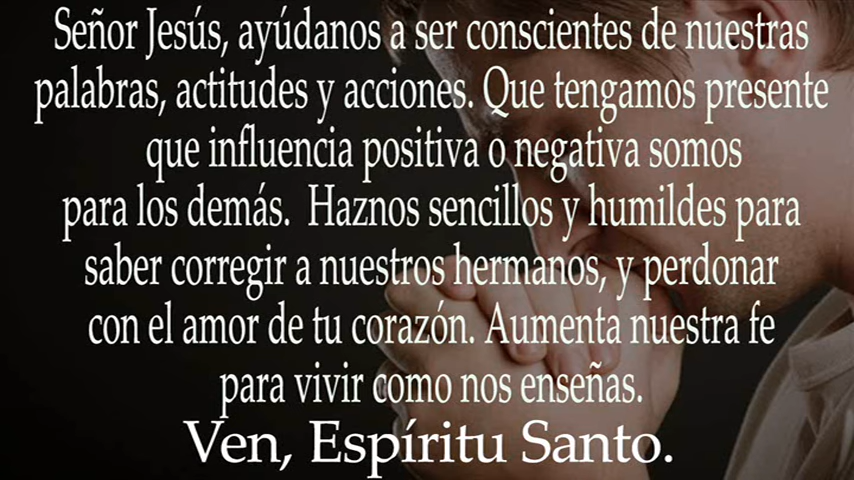 Señor Jesús, ayúdanos a ser conscientes de nuestras
palabras, actitudes y acciones. Que tengamos presente
que influencia positiva o negativa somos
para los demás. Haznos sencillos y humildes para
saber corregir a nuestros hermanos, y perdonar
con el amor de tu corazón. Aumenta nuestra fe
para vivir como nos enseñas.
Ven, Espíritu Santo.